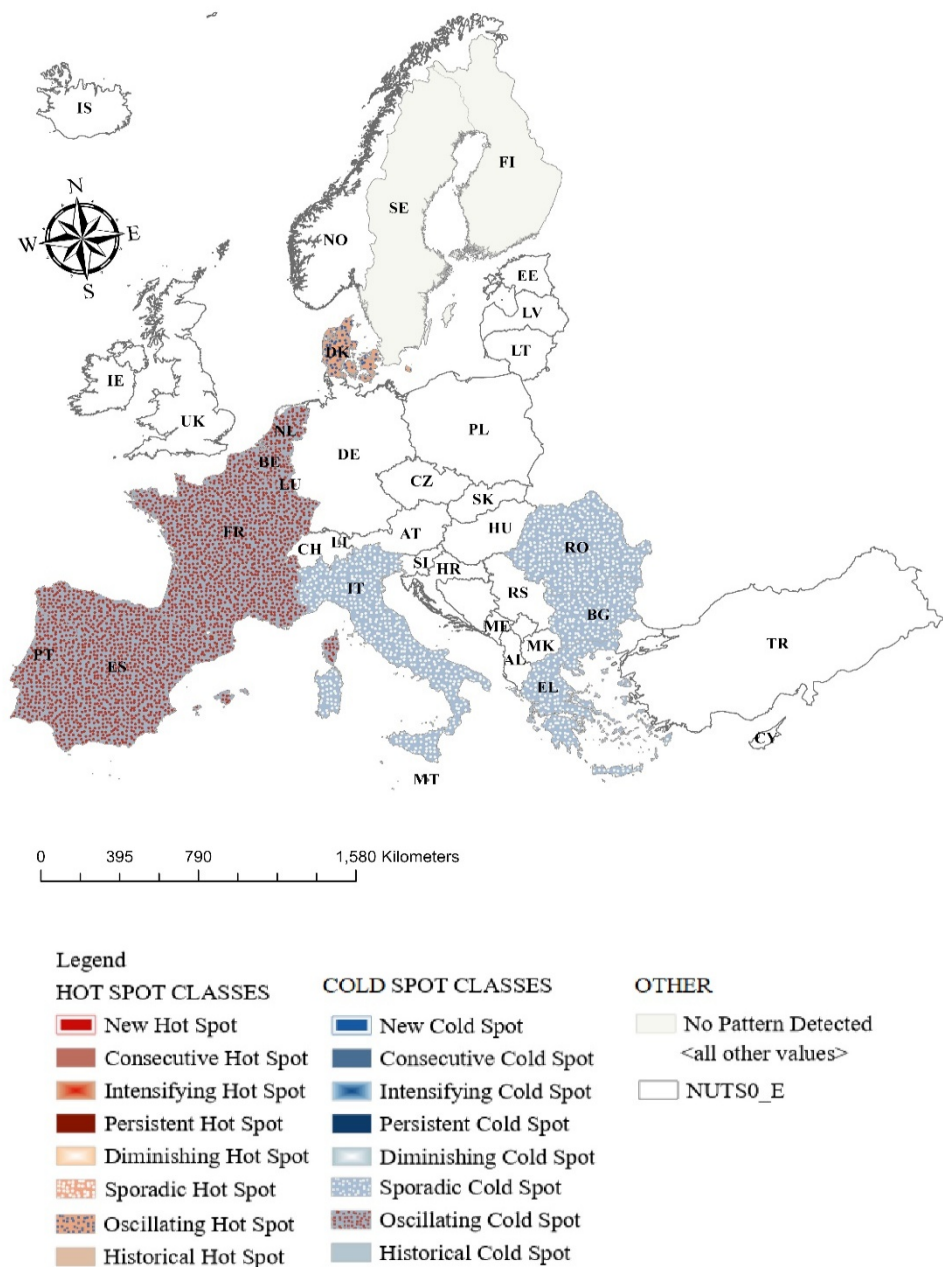 IS
N
W E
S
FI
SE
NO
EE
LV
LT
DK
IE
UK
NL
BE
LU
DE
PL
CZ
SK
FR
CH
LI
AT
HU
RO
SI
HR
IT
RS
BG
ME
MK
AL
TR
PT
ES
EL
CY
MT
0 395 790 1,580 Kilometers
Legend
HOT SPOT CLASSES
New Hot Spot
Consecutive Hot Spot
Intensifying Hot Spot
Persistent Hot Spot
Diminishing Hot Spot
Sporadic Hot Spot
Oscillating Hot Spot
Historical Hot Spot
COLD SPOT CLASSES
New Cold Spot
Consecutive Cold Spot
Intensifying Cold Spot
Persistent Cold Spot
Diminishing Cold Spot
Sporadic Cold Spot
Oscillating Cold Spot
Historical Cold Spot
OTHER
No Pattern Detected
<all other values>
NUTS0_E